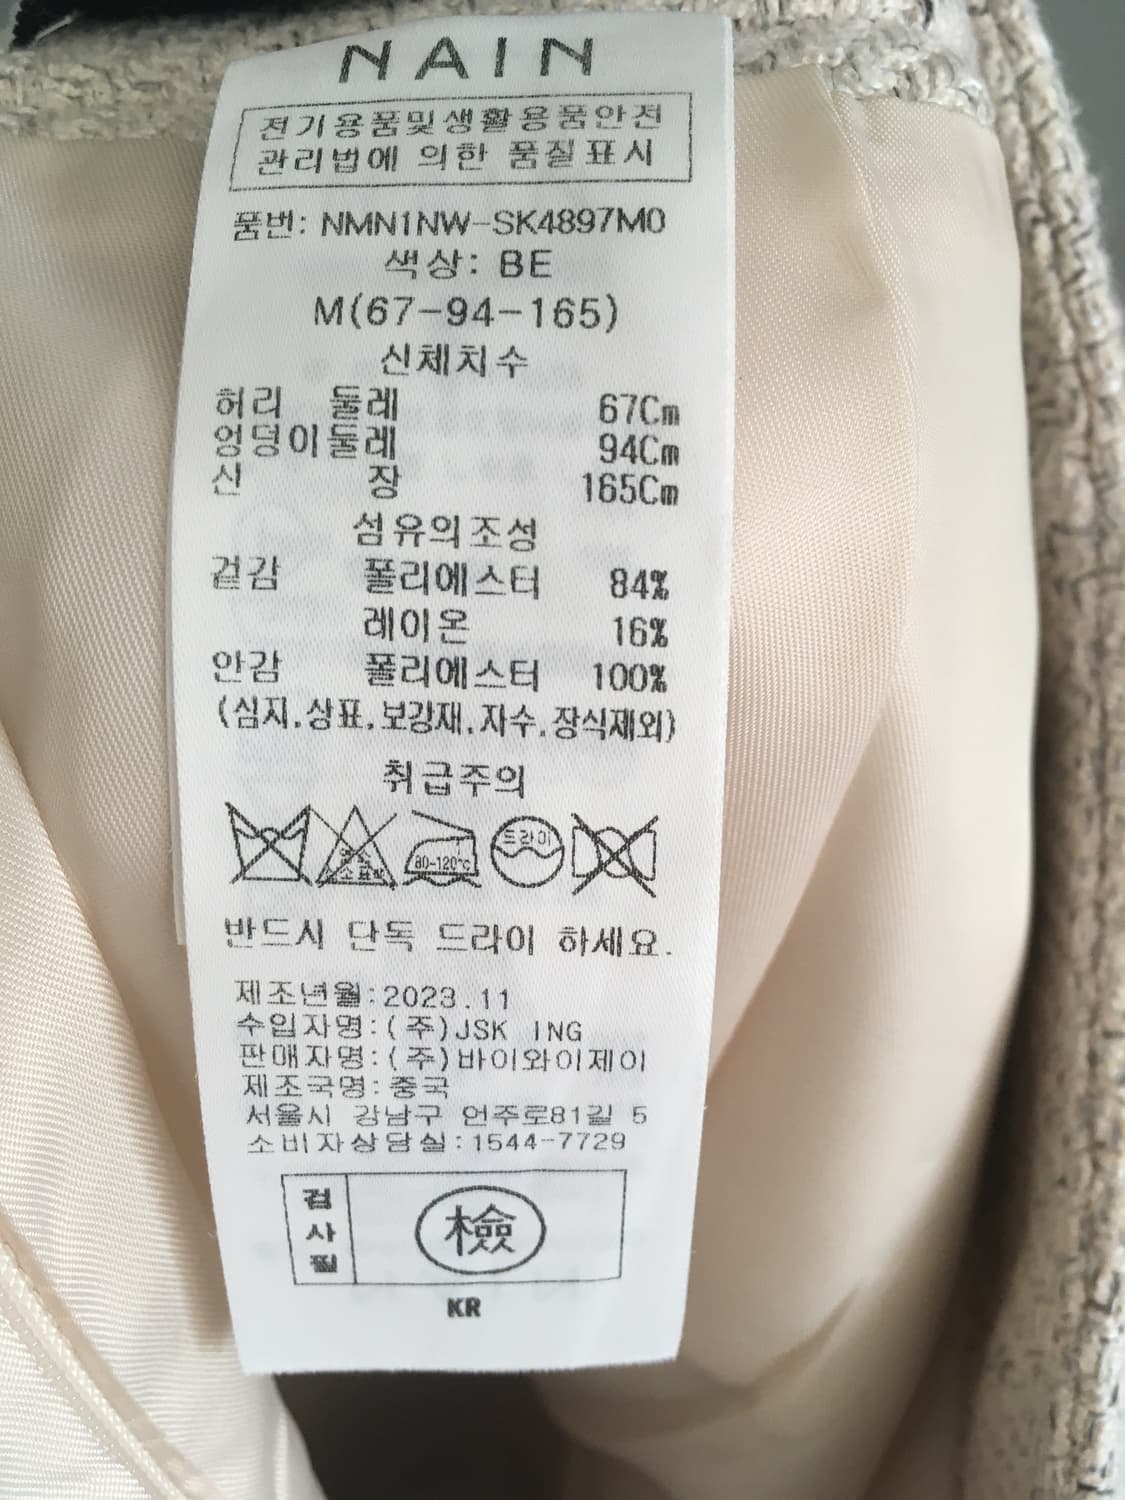 NAIN
전기용품및생활용품안전
관리법에 의한 품질표시
품번: NMN1NW-SK4897M0
색상: BE
M(67-94-165)
신체치수
허리 둘레 67Cm
엉덩이둘레 94Cm
신 장 165Cm
섬유의조성
겉감 폴리에스터 84%
레이온 16%
안감 폴리에스터 100%
(심지.상표.보강재.자수.장식제외)
취급주의
80-120℃ 드라이
반드시 단독 드라이 하세요.
제조년월:2023.11
수입자명:(주)JSK ING
판매자명:(주)바이와이제이
제조국명:중국
서울시 강남구 언주로81길 5
소비자상담실:1544-7729
검사필 檢
KR